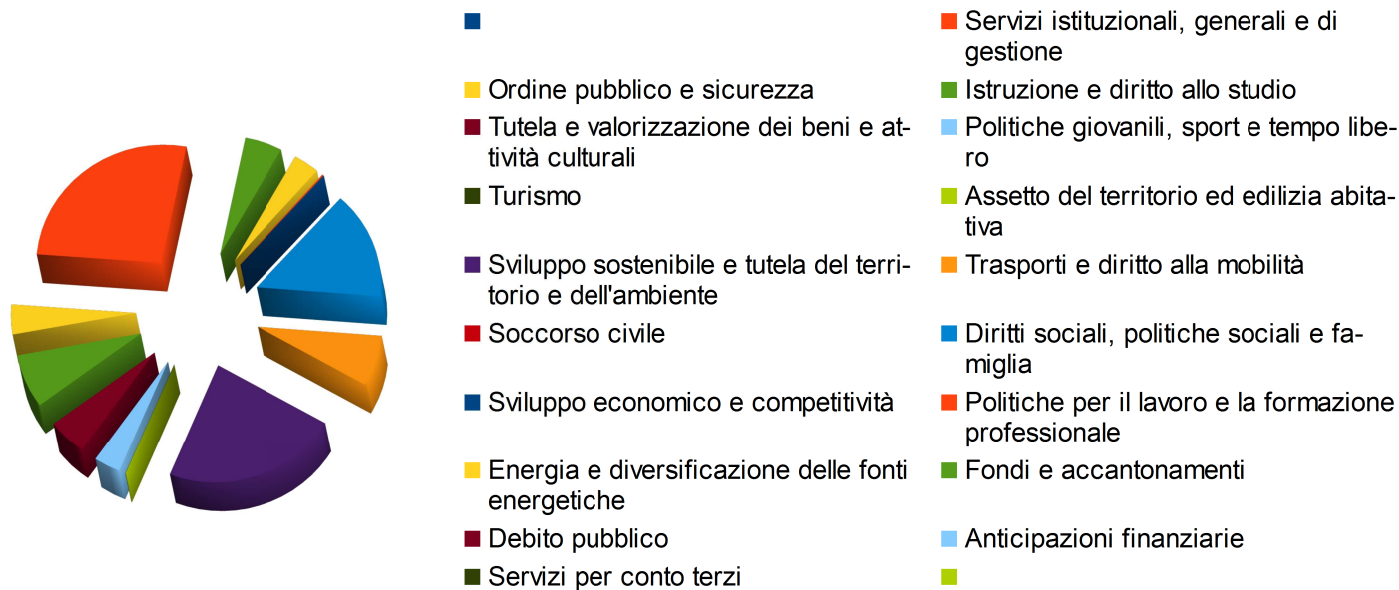 Servizi istituzionali, generali e di
gestione
Ordine pubblico e sicurezza
Istruzione e diritto allo studio
Tutela e valorizzazione dei beni e at-
tività culturali
Politiche giovanili, sport e tempo libe-
ro
Turismo
Assetto del territorio ed edilizia abita-
tiva
Sviluppo sostenibile e tutela del terri-
torio e dell'ambiente
Trasporti e diritto alla mobilità
Soccorso civile
Diritti sociali, politiche sociali e fa-
miglia
Sviluppo economico e competitività
Politiche per il lavoro e la formazione
professionale
Energia e diversificazione delle fonti
energetiche
Fondi e accantonamenti
Debito pubblico
Anticipazioni finanziarie
Servizi per conto terzi